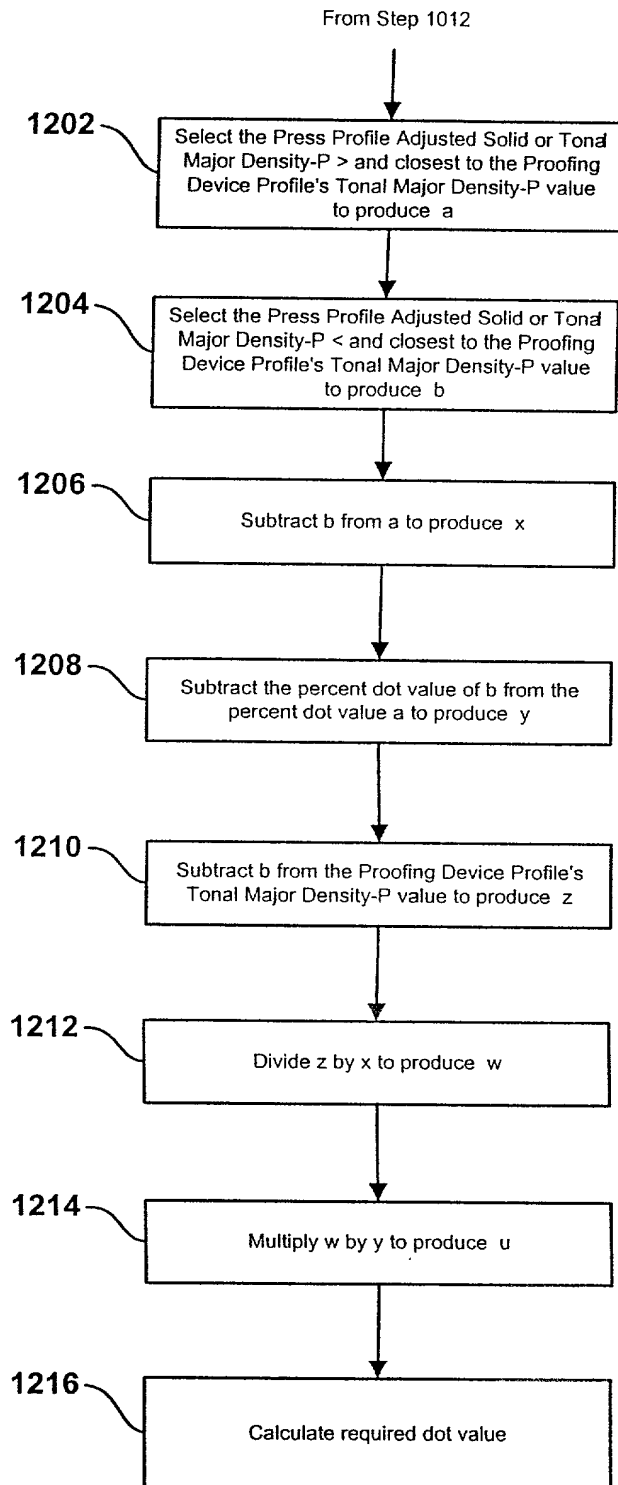 From Step 1012
1202
Select the Press Profile Adjusted Solid or Tonal
Major Density-P > and closest to the Proofing
Device Profile's Tonal Major Density-P value
to produce a
1204
Select the Press Profile Adjusted Solid or Tonal
Major Density-P < and closest to the Proofing
Device Profile's Tonal Major Density-P value
to produce b
1206
Subtract b from a to produce x
1208
Subtract the percent dot value of b from the
percent dot value a to produce y
1210
Subtract b from the Proofing Device Profile's
Tonal Major Density-P value to produce z
1212
Divide z by x to produce w
1214
Multiply w by y to produce u
1216
Calculate required dot value